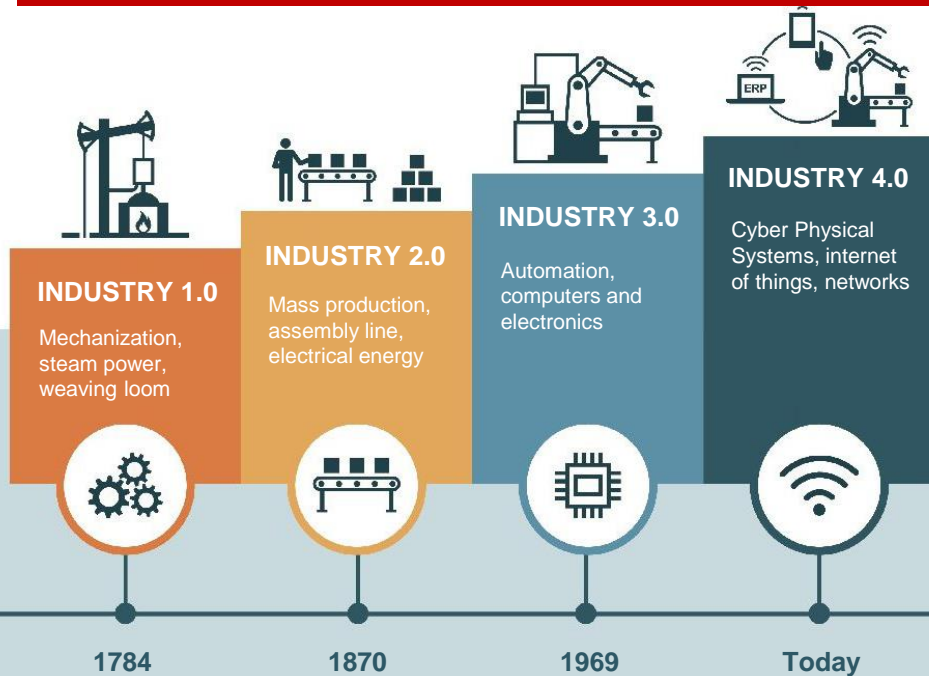 ERP
INDUSTRY 1.0
Mechanization,
steam power,
weaving loom
INDUSTRY 2.0
Mass production,
assembly line,
electrical energy
INDUSTRY 3.0
Automation,
computers and
electronics
INDUSTRY 4.0
Cyber Physical
Systems, internet
of things, networks
1784
1870
1969
Today